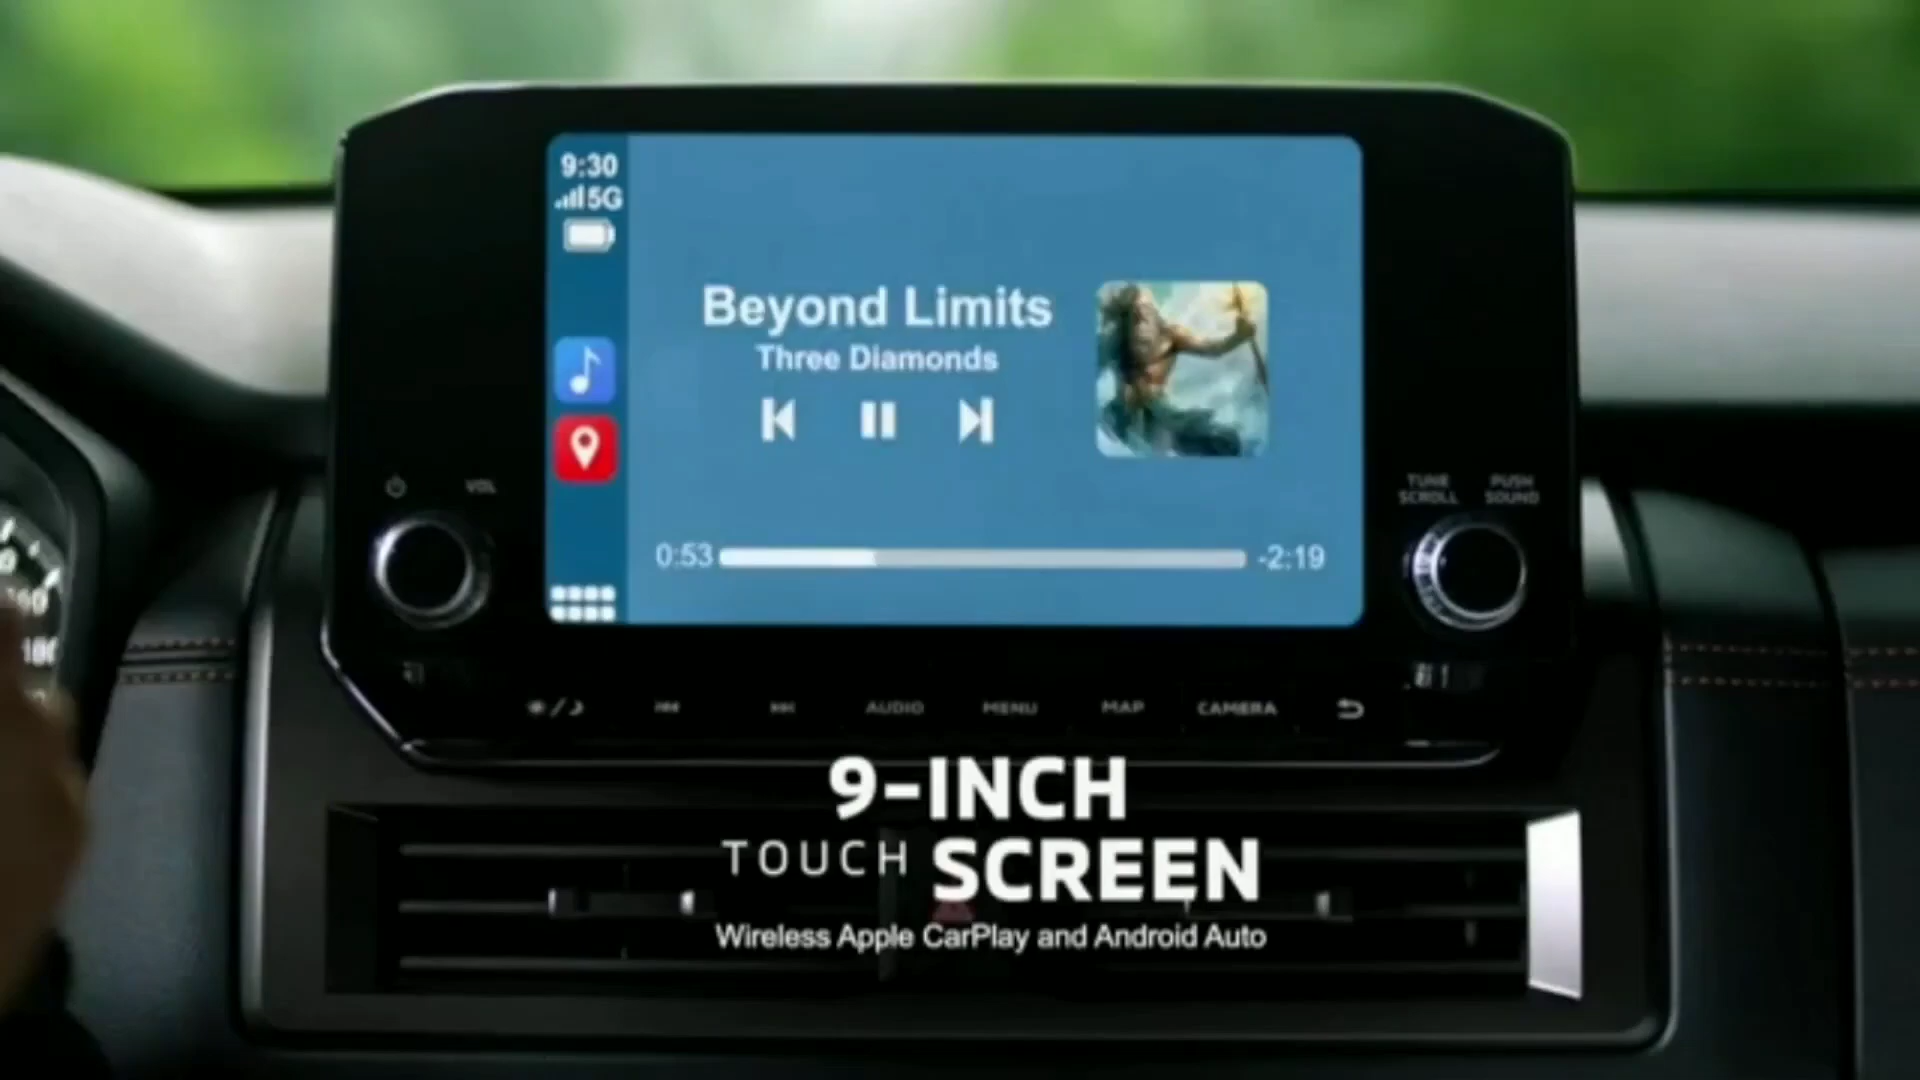 9:30
5G
Beyond Limits
Three Diamonds
0:53 -2:19
VOL
TUNE SCROLL
PUSH SOUND
AUDIO MENU MAP CAMERA
9-INCH
TOUCH SCREEN
Wireless Apple CarPlay and Android Auto